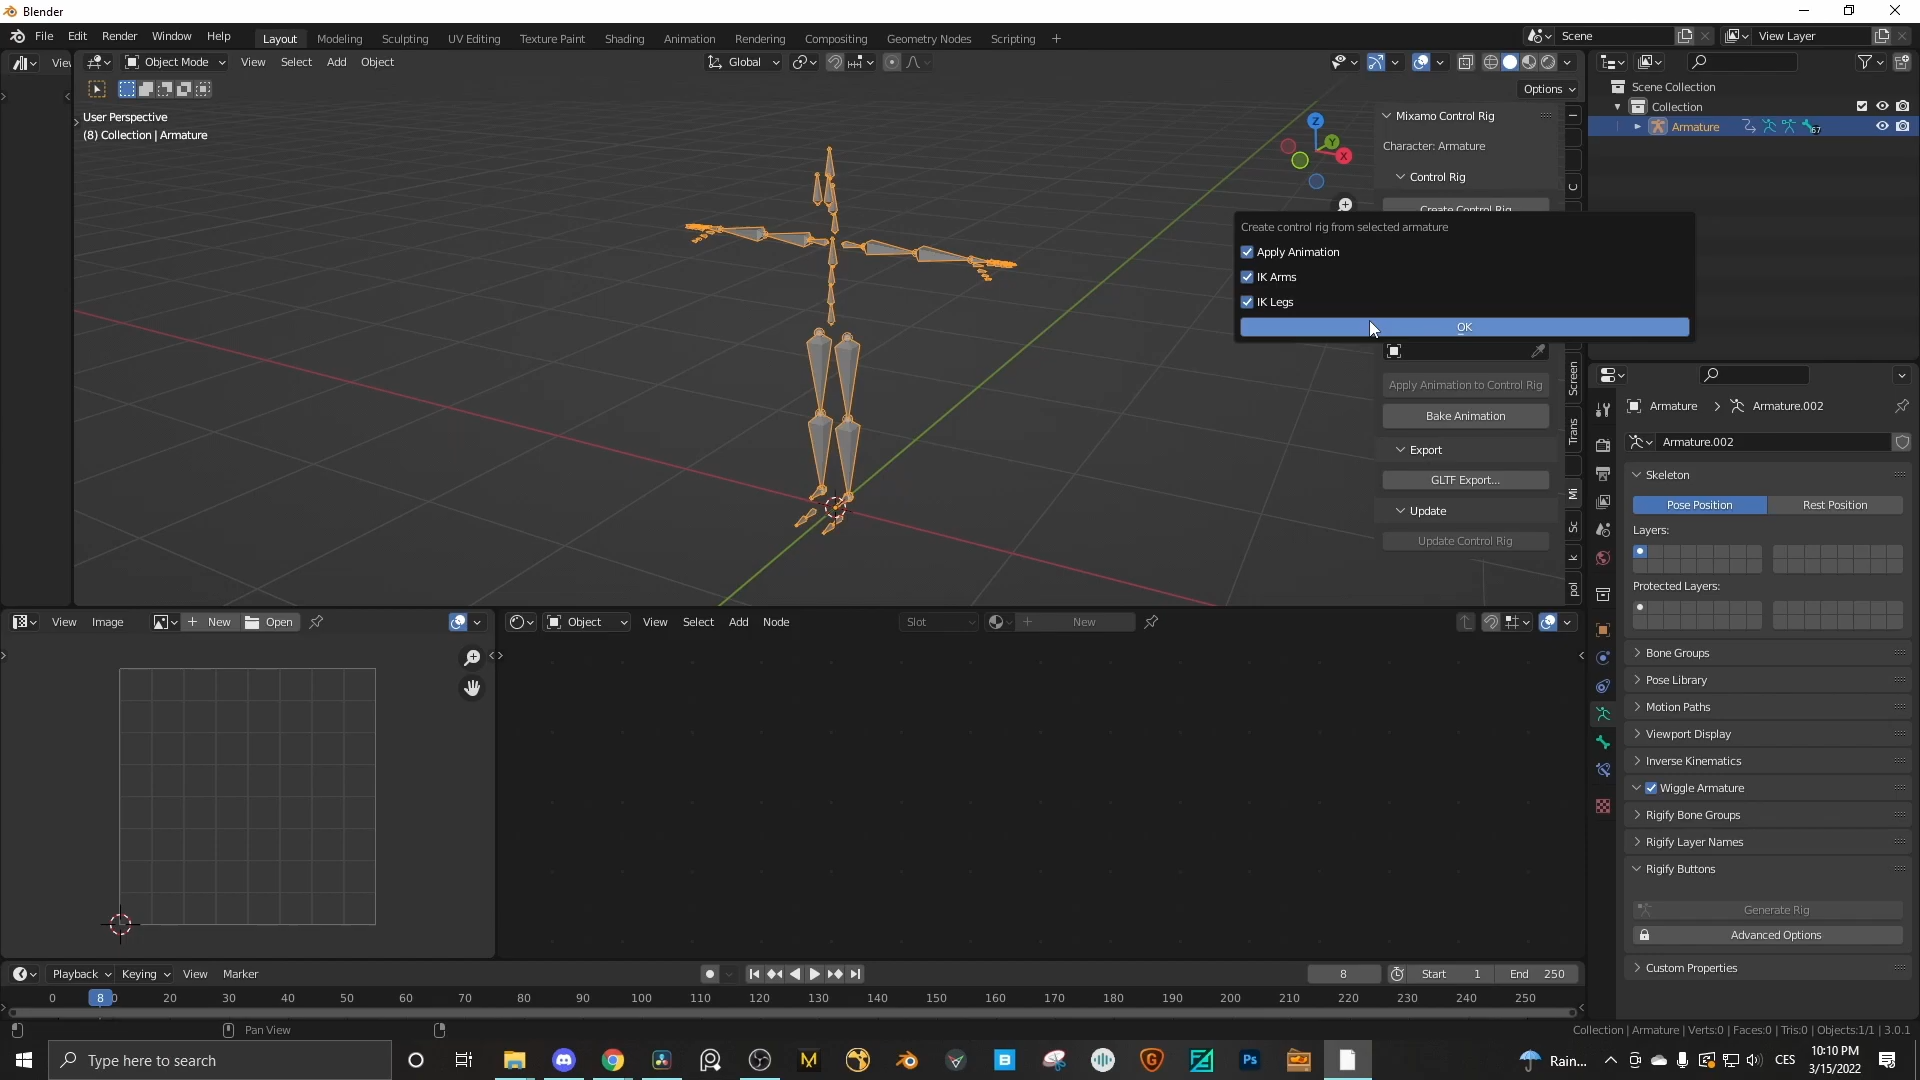 Blender
File Edit Render Window Help
Layout Modeling Sculpting UV Editing Texture Paint Shading Animation Rendering Compositing Geometry Nodes Scripting +
Scene
View Layer
Object Mode View Select Add Object
Global
Options
User Perspective
(8) Collection | Armature
Z
Y
X
Mixamo Control Rig
Character: Armature
Control Rig
Create Control Rig
Create control rig from selected armature
Apply Animation
IK Arms
IK Legs
OK
Apply Animation to Control Rig
Bake Animation
Export
GLTF Export...
Update
Update Control Rig
C
Screen
Trans
Mi
Sc
k
pol
Scene Collection
Collection
Armature
67
Armature > Armature.002
Armature.002
Skeleton
Pose Position Rest Position
Layers:
Protected Layers:
Bone Groups
Pose Library
Motion Paths
Viewport Display
Inverse Kinematics
Wiggle Armature
Rigify Bone Groups
Rigify Layer Names
Rigify Buttons
Generate Rig
Advanced Options
Custom Properties
View Image + New Open
Object View Select Add Node Slot + New
Playback Keying View Marker
8 Start 1 End 250
0 8 20 30 40 50 60 70 80 90 100 110 120 130 140 150 160 170 180 190 200 210 220 230 240 250
Pan View
Collection | Armature | Verts:0 | Faces:0 | Tris:0 | Objects:1/1 | 3.0.1
Type here to search
Rain...
CES
10:10 PM
3/15/2022